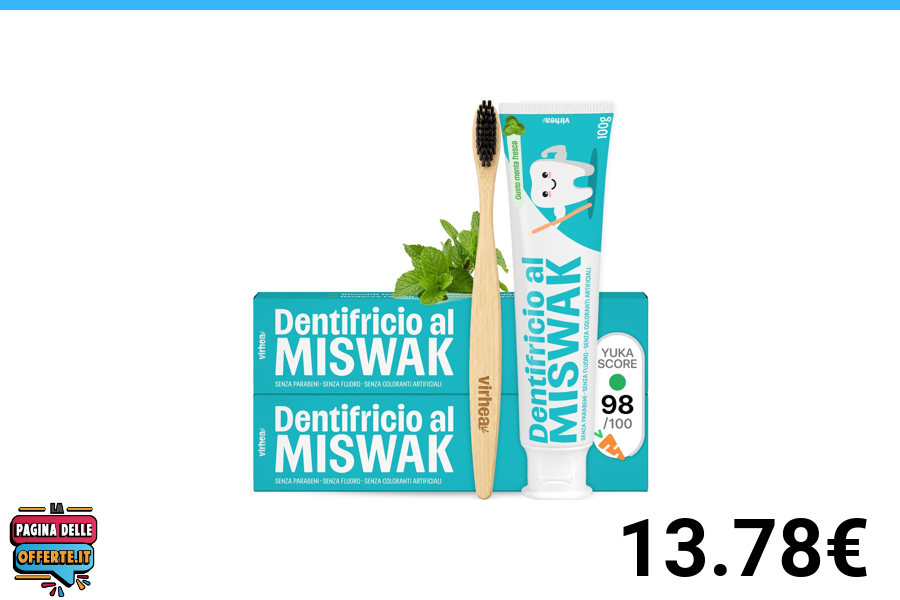 virhea
100g
Gusto menta fresca
Dentifricio al
MISWAK
SENZA PARABENI · SENZA FLUORO · SENZA COLORANTI ARTIFICIALI
virhea
Dentifricio al
MISWAK
SENZA PARABENI · SENZA FLUORO · SENZA COLORANTI ARTIFICIALI
virhea
Dentifricio al
MISWAK
SENZA PARABENI · SENZA FLUORO · SENZA COLORANTI ARTIFICIALI
virhea
YUKA
SCORE
98
/100
LA
PAGINA DELLE
OFFERTE.IT
13.78€